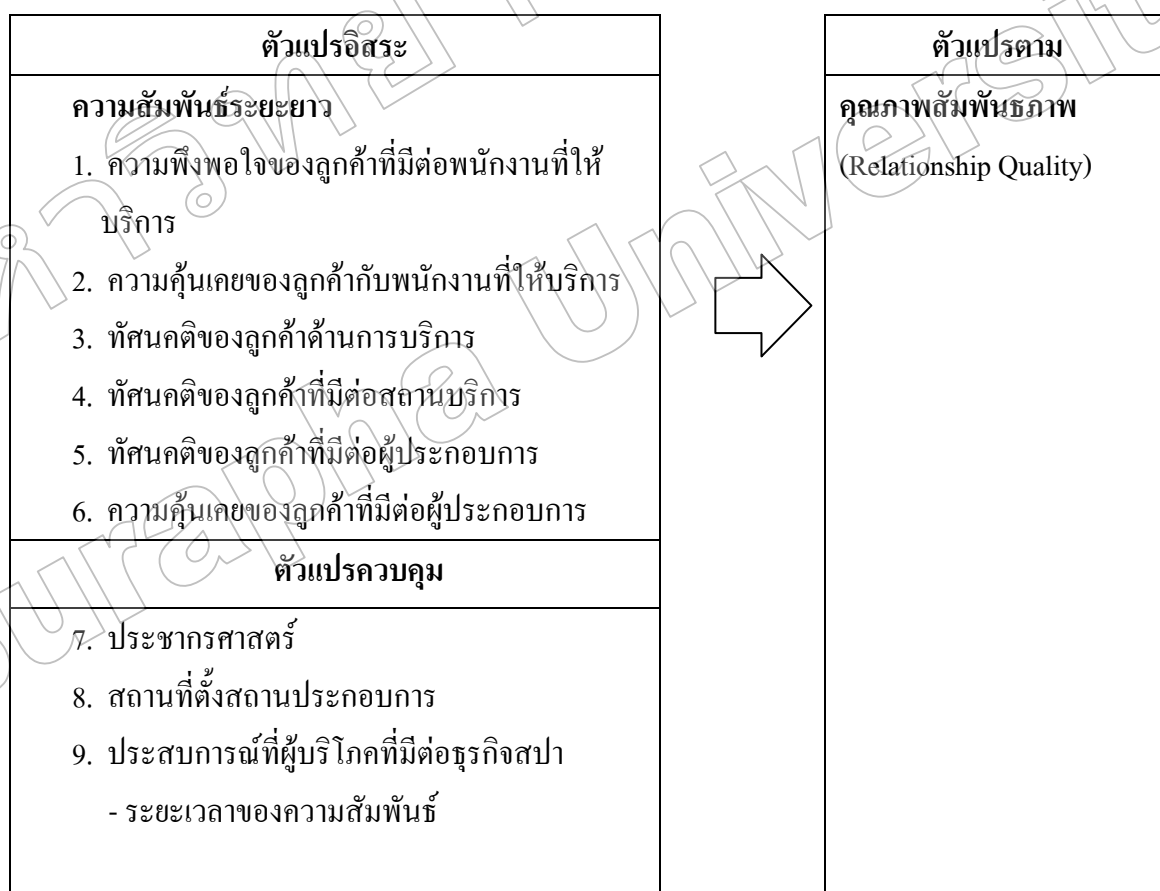 ตัวแปรอิสระ
ความสัมพันธ์ระยะยาว
1. ความพึงพอใจของลูกค้าที่มีต่อพนักงานที่ให้
บริการ
2. ความคุ้นเคยของลูกค้ากับพนักงานที่ให้บริการ
3. ทัศนคติของลูกค้าด้านการบริการ
4. ทัศนคติของลูกค้าที่มีต่อสถานบริการ
5. ทัศนคติของลูกค้าที่มีต่อผู้ประกอบการ
6. ความคุ้นเคยของลูกค้าที่มีต่อผู้ประกอบการ
ตัวแปรควบคุม
7. ประชากรศาสตร์
8. สถานที่ตั้งสถานประกอบการ
9. ประสบการณ์ที่ผู้บริโภคที่มีต่อธุรกิจสปา
- ระยะเวลาของความสัมพันธ์
ตัวแปรตาม
คุณภาพสัมพันธภาพ
(Relationship Quality)
Burapha University